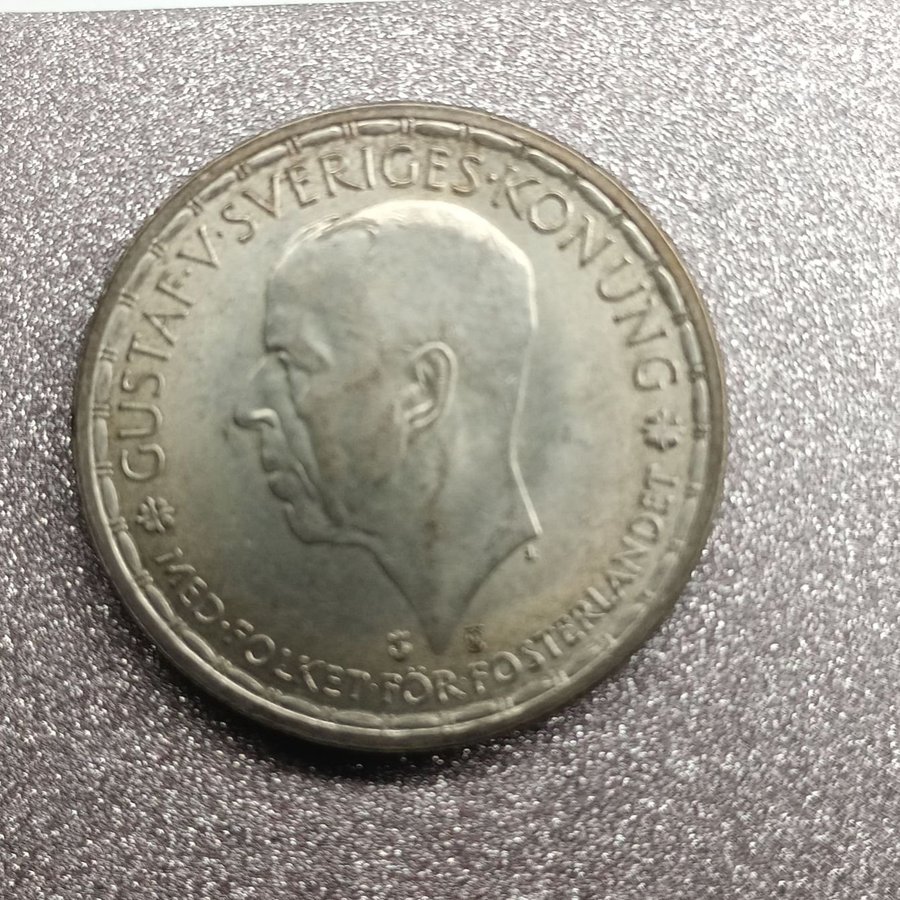 GUSTAF·V·SVERIGES·KONUNG
MED·FOLKET·FÖR·FOSTERLANDET
G